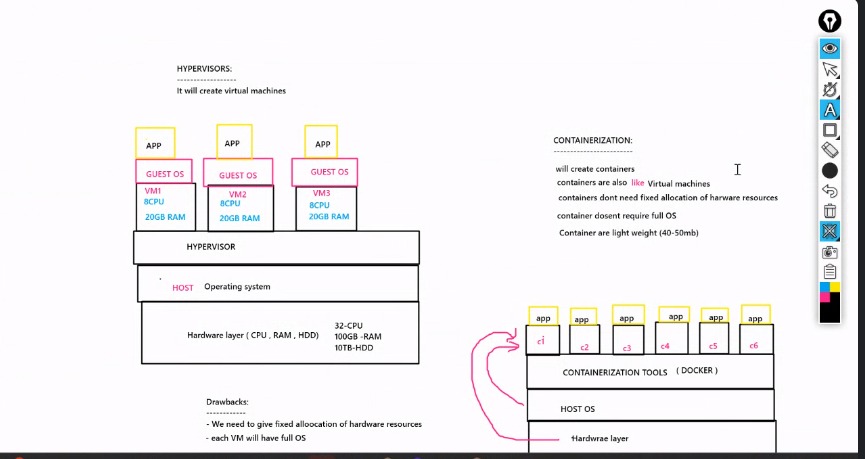 HYPERVISORS:
------------------
It will create virtual machines
APP
APP
APP
GUEST OS
GUEST OS
GUEST OS
VM1
8CPU
20GB RAM
VM2
8CPU
20GB RAM
VM3
8CPU
20GB RAM
HYPERVISOR
HOST Operating system
Hardware layer ( CPU , RAM , HDD)
32-CPU
100GB -RAM
10TB-HDD
Drawbacks:
------------
- We need to give fixed alloocation of hardware resources
- each VM will have full OS
CONTAINERIZATION:
------------------------
will create containers
containers are also like Virtual machines
containers dont need fixed allocation of harware resources
container dosent require full OS
Container are light weight (40-50mb)
app
app
app
app
app
app
ci
c2
c3
c4
c5
c6
CONTAINERIZATION TOOLS ( DOCKER )
HOST OS
Hardwrae layer
A